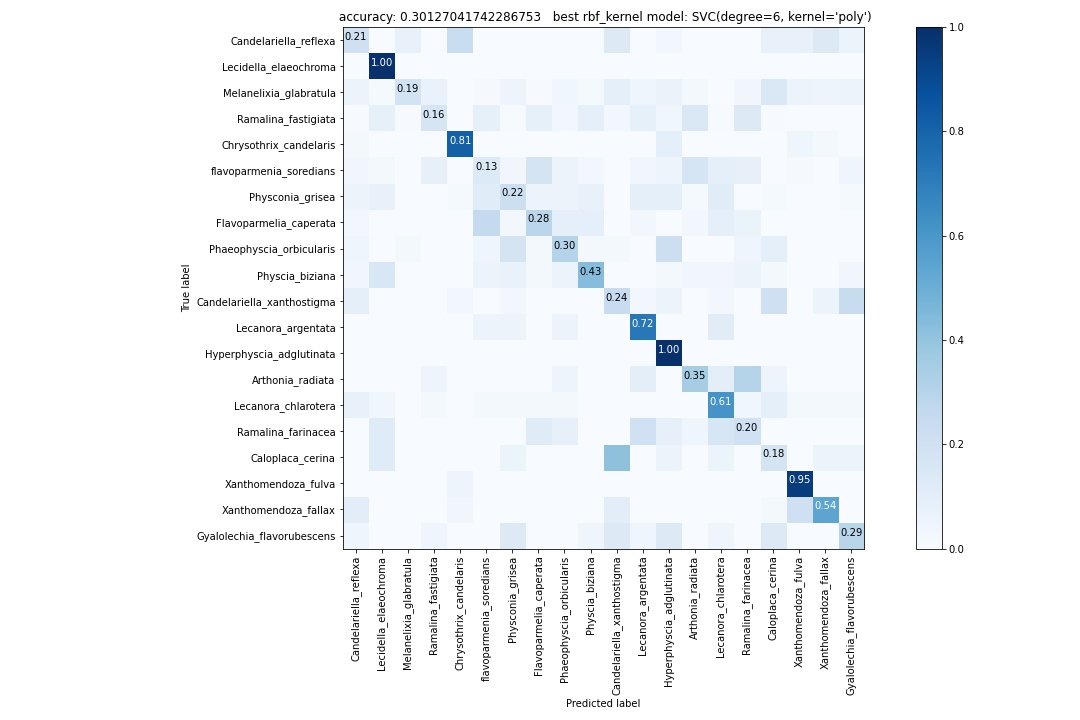 accuracy: 0.30127041742286753   best rbf_kernel model: SVC(degree=6, kernel='poly')
True label
Candelariella_reflexa 0.21
Lecidella_elaeochroma 1.00
Melanelixia_glabratula 0.19
Ramalina_fastigiata 0.16
Chrysothrix_candelaris 0.81
flavoparmenia_soredians 0.13
Physconia_grisea 0.22
Flavoparmelia_caperata 0.28
Phaeophyscia_orbicularis 0.30
Physcia_biziana 0.43
Candelariella_xanthostigma 0.24
Lecanora_argentata 0.72
Hyperphyscia_adglutinata 1.00
Arthonia_radiata 0.35
Lecanora_chlarotera 0.61
Ramalina_farinacea 0.20
Caloplaca_cerina 0.18
Xanthomendoza_fulva 0.95
Xanthomendoza_fallax 0.54
Gyalolechia_flavorubescens 0.29
Candelariella_reflexa
Lecidella_elaeochroma
Melanelixia_glabratula
Ramalina_fastigiata
Chrysothrix_candelaris
flavoparmenia_soredians
Physconia_grisea
Flavoparmelia_caperata
Phaeophyscia_orbicularis
Physcia_biziana
Candelariella_xanthostigma
Lecanora_argentata
Hyperphyscia_adglutinata
Arthonia_radiata
Lecanora_chlarotera
Ramalina_farinacea
Caloplaca_cerina
Xanthomendoza_fulva
Xanthomendoza_fallax
Gyalolechia_flavorubescens
Predicted label
1.0
0.8
0.6
0.4
0.2
0.0